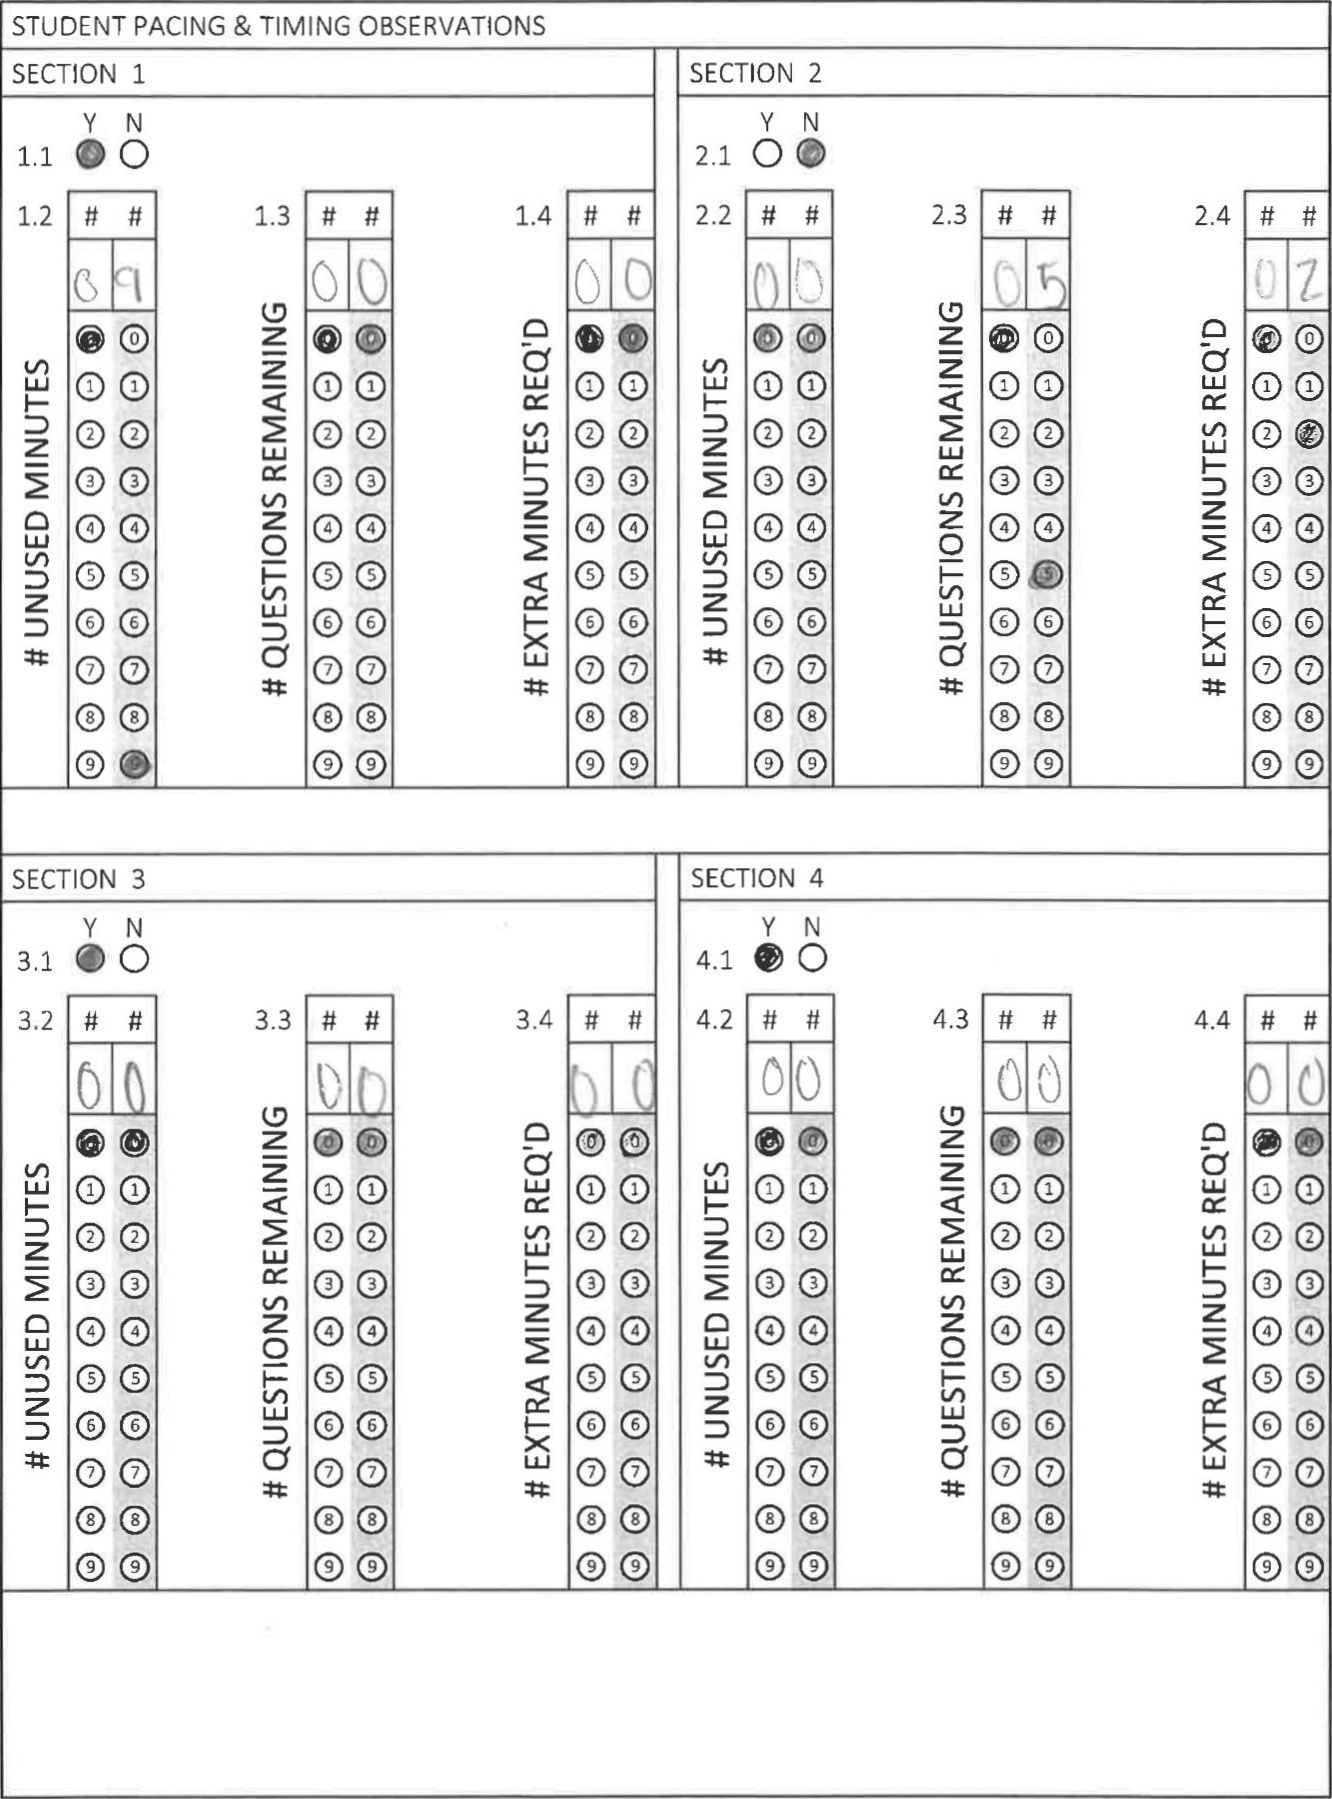 STUDENT PACING & TIMING OBSERVATIONS
SECTION 1
Y N
1.1
1.2 # # 1.3 # # 1.4 # #
0 9 0 0 0 0
# UNUSED MINUTES
# QUESTIONS REMAINING
# EXTRA MINUTES REQ'D
0 0 0 0 0 0
1 1 1 1 1 1
2 2 2 2 2 2
3 3 3 3 3 3
4 4 4 4 4 4
5 5 5 5 5 5
6 6 6 6 6 6
7 7 7 7 7 7
8 8 8 8 8 8
9 9 9 9 9 9
SECTION 2
Y N
2.1
2.2 # # 2.3 # # 2.4 # #
0 0 0 5 0 2
# UNUSED MINUTES
# QUESTIONS REMAINING
# EXTRA MINUTES REQ'D
0 0 0 0 0 0
1 1 1 1 1 1
2 2 2 2 2 2
3 3 3 3 3 3
4 4 4 4 4 4
5 5 5 5 5 5
6 6 6 6 6 6
7 7 7 7 7 7
8 8 8 8 8 8
9 9 9 9 9 9
SECTION 3
Y N
3.1
3.2 # # 3.3 # # 3.4 # #
0 0 0 0 0 0
# UNUSED MINUTES
# QUESTIONS REMAINING
# EXTRA MINUTES REQ'D
0 0 0 0 0 0
1 1 1 1 1 1
2 2 2 2 2 2
3 3 3 3 3 3
4 4 4 4 4 4
5 5 5 5 5 5
6 6 6 6 6 6
7 7 7 7 7 7
8 8 8 8 8 8
9 9 9 9 9 9
SECTION 4
Y N
4.1
4.2 # # 4.3 # # 4.4 # #
0 0 0 0 0 0
# UNUSED MINUTES
# QUESTIONS REMAINING
# EXTRA MINUTES REQ'D
0 0 0 0 0 0
1 1 1 1 1 1
2 2 2 2 2 2
3 3 3 3 3 3
4 4 4 4 4 4
5 5 5 5 5 5
6 6 6 6 6 6
7 7 7 7 7 7
8 8 8 8 8 8
9 9 9 9 9 9